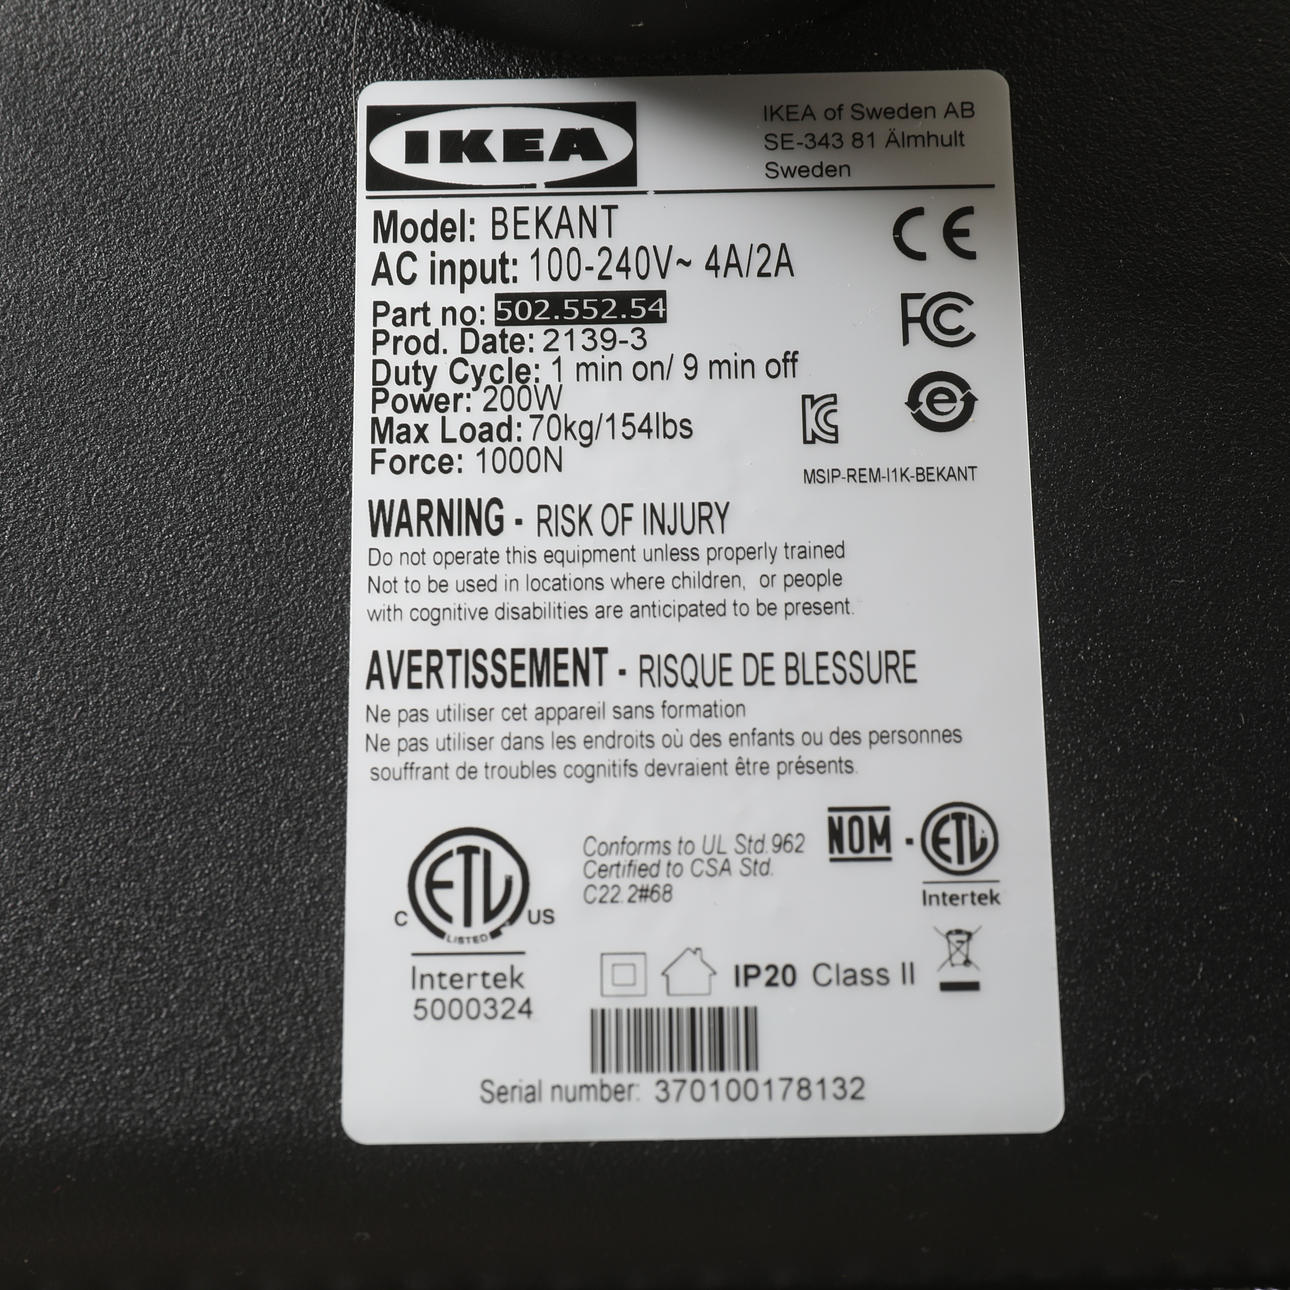 IKEA
IKEA of Sweden AB
SE-343 81 Älmhult
Sweden
Model: BEKANT
AC input: 100-240V~ 4A/2A
Part no: 502.552.54
Prod. Date: 2139-3
Duty Cycle: 1 min on/ 9 min off
Power: 200W
Max Load: 70kg/154lbs
Force: 1000N
CE
FC
e
KC
MSIP-REM-I1K-BEKANT
WARNING - RISK OF INJURY
Do not operate this equipment unless properly trained
Not to be used in locations where children, or people
with cognitive disabilities are anticipated to be present.
AVERTISSEMENT - RISQUE DE BLESSURE
Ne pas utiliser cet appareil sans formation
Ne pas utiliser dans les endroits où des enfants ou des personnes
souffrant de troubles cognitifs devraient être présents.
C ETL US
LISTED
Intertek
5000324
Conforms to UL Std.962
Certified to CSA Std.
C22.2#68
NOM - ETL
Intertek
IP20 Class II
Serial number: 370100178132